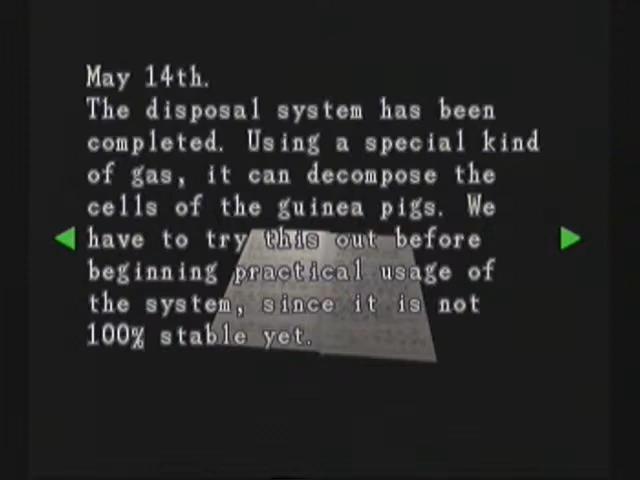 May 14th.
The disposal system has been
completed. Using a special kind
of gas, it can decompose the
cells of the guinea pigs. We
have to try this out before
beginning practical usage of
the system, since it is not
100% stable yet.